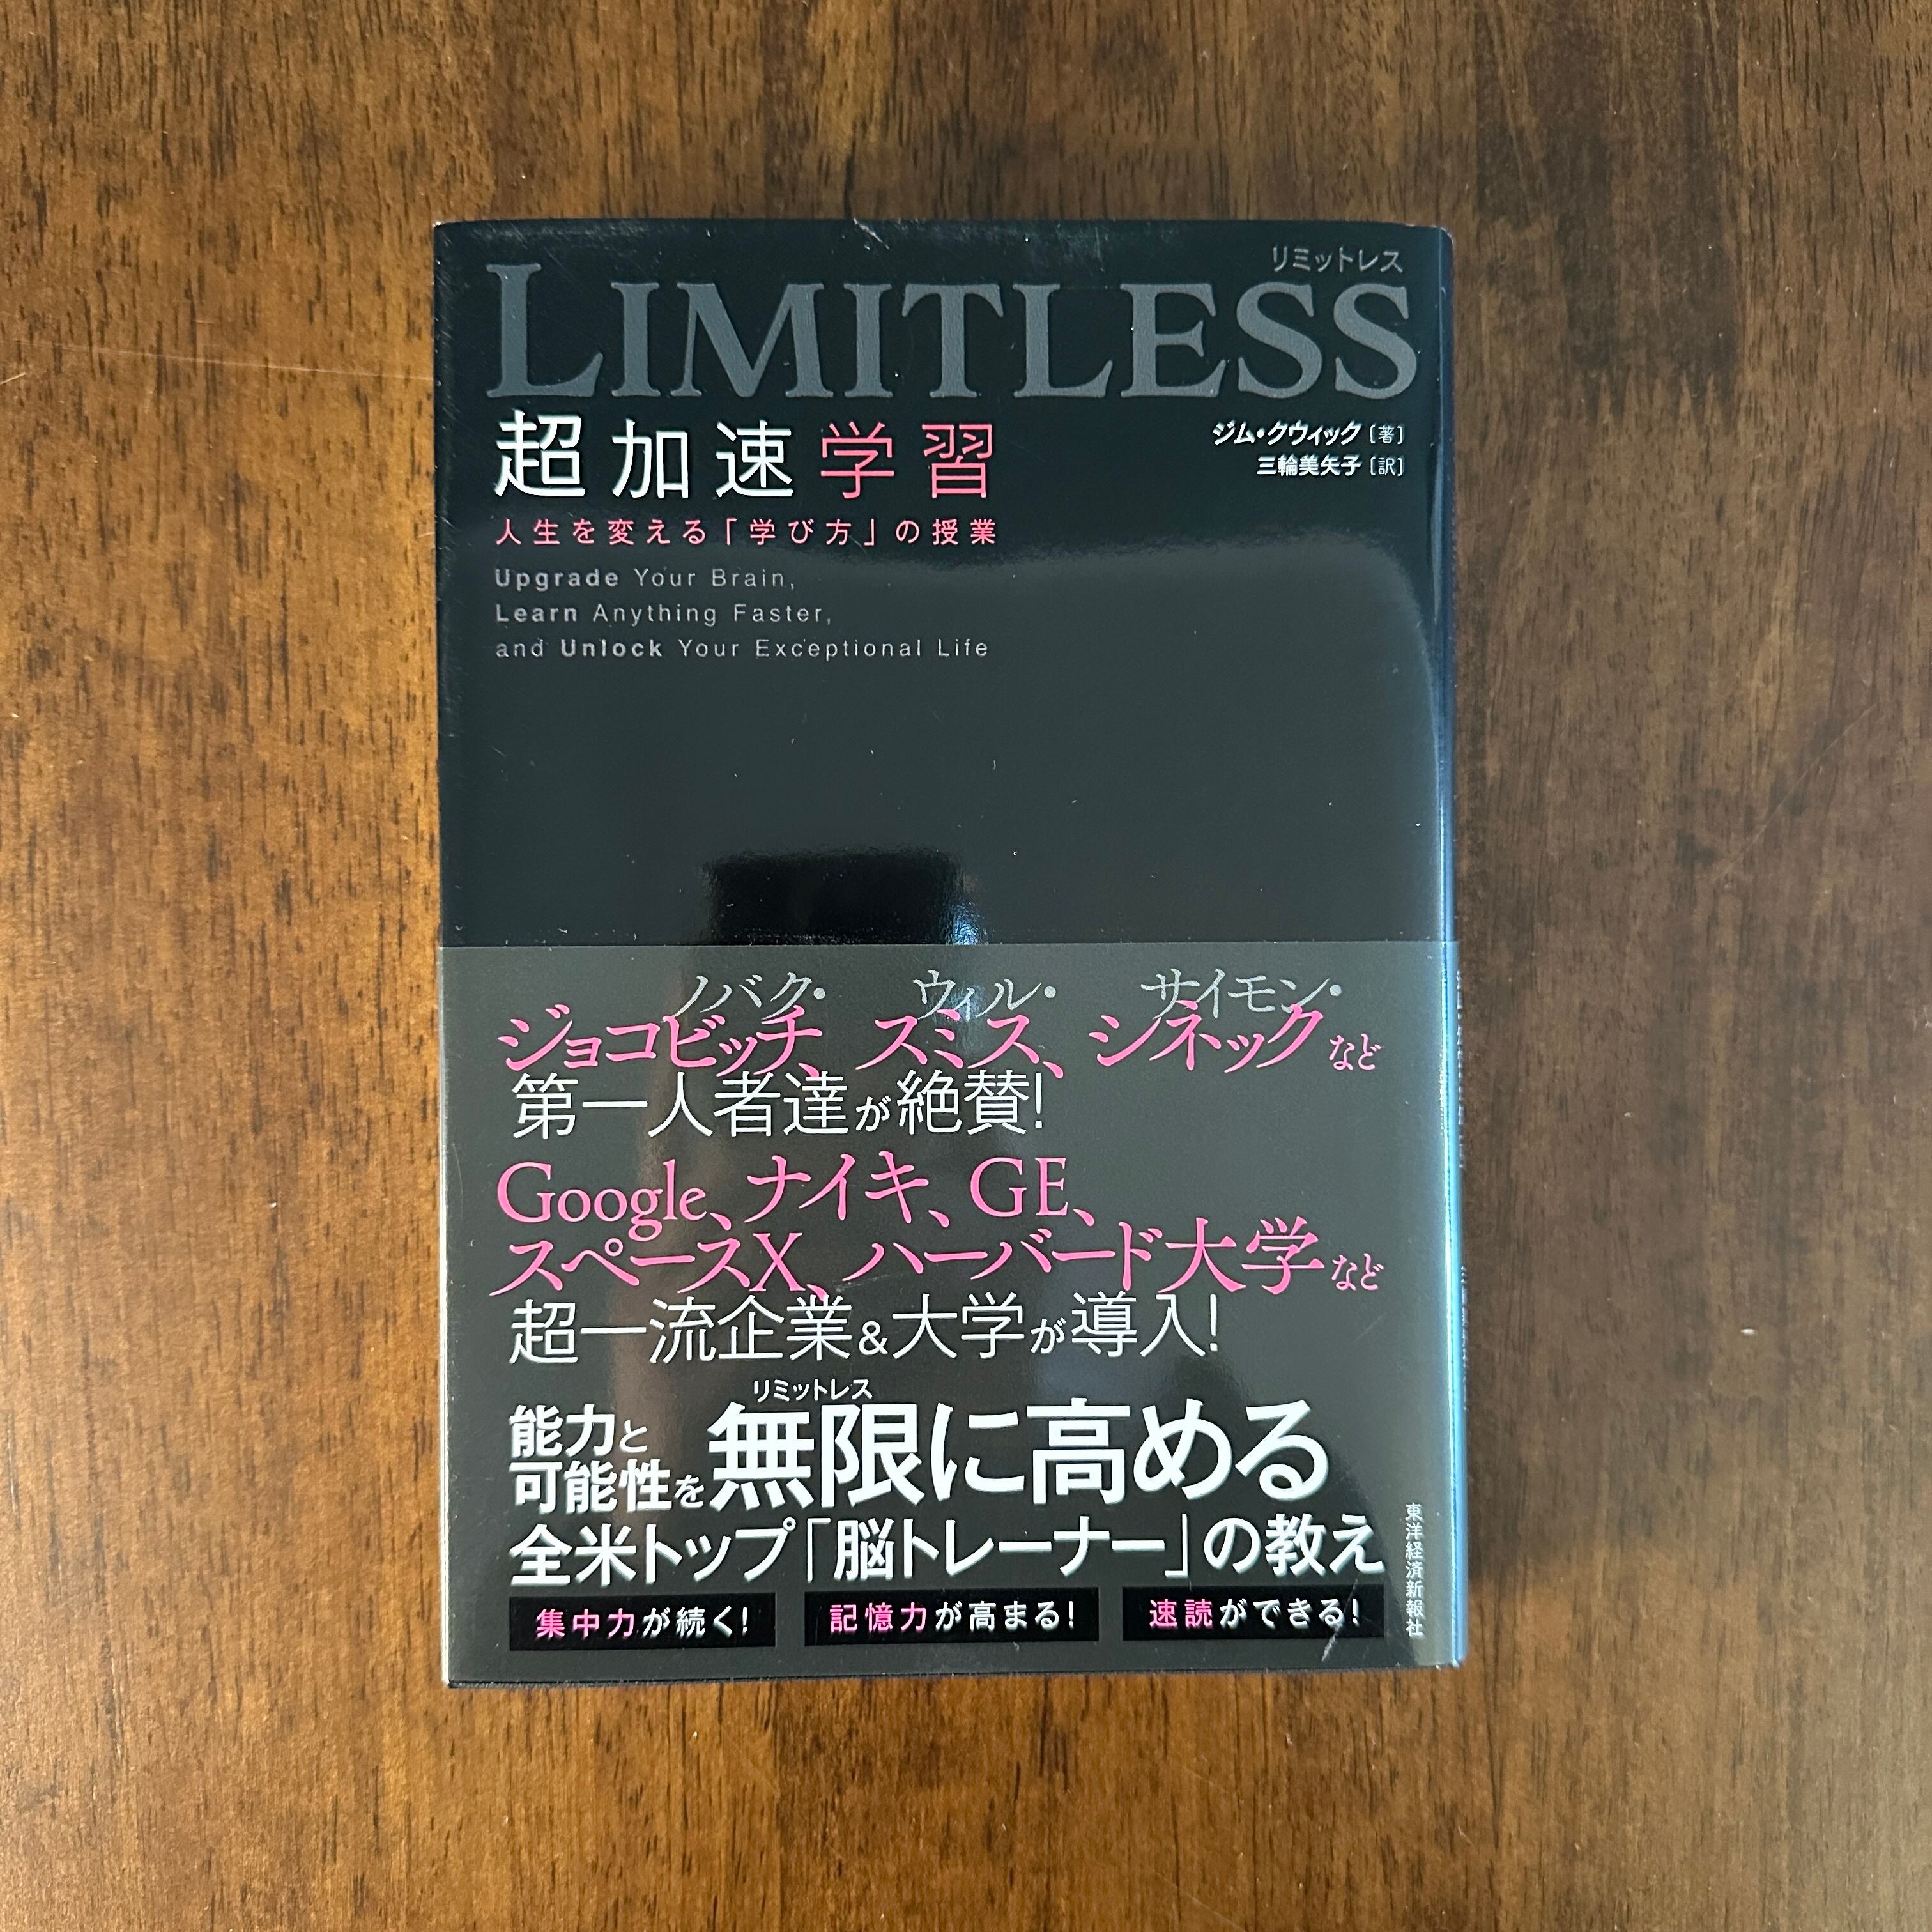 リミットレス
LIMITLESS
超加速学習
ジム・クウィック〔著〕
三輪美矢子〔訳〕
人生を変える「学び方」の授業
Upgrade Your Brain,
Learn Anything Faster,
and Unlock Your Exceptional Life
ノバク・ ウィル・ サイモン・
ジョコビッチ、スミス、シネックなど
第一人者達が絶賛!
Google、ナイキ、GE、
スペースX、ハーバード大学など
超一流企業&大学が導入!
リミットレス
能力と
可能性を無限に高める
全米トップ「脳トレーナー」の教え
集中力が続く! 記憶力が高まる! 速読ができる!
東洋経済新報社